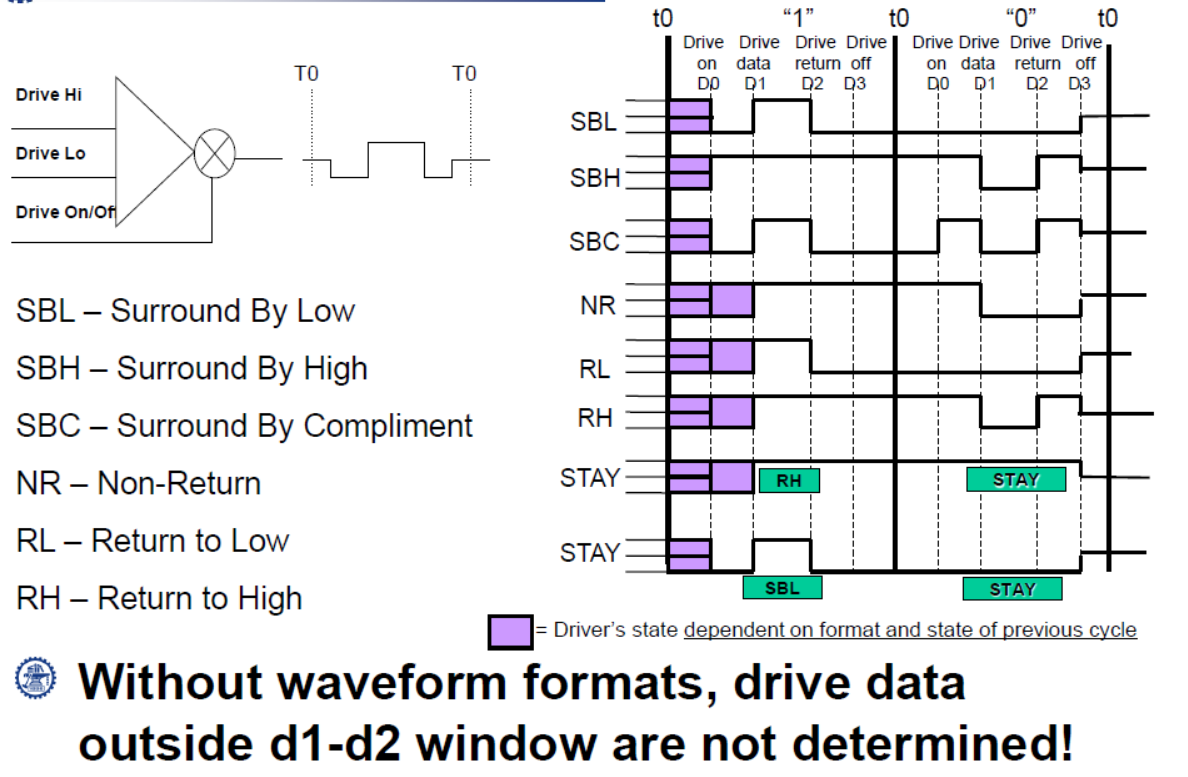 T0 T0
Drive Hi
Drive Lo
Drive On/Off
SBL – Surround By Low
SBH – Surround By High
SBC – Surround By Compliment
NR – Non-Return
RL – Return to Low
RH – Return to High
t0 “1” t0 “0” t0
Drive Drive Drive Drive Drive Drive Drive Drive
on data return off on data return off
D0 D1 D2 D3 D0 D1 D2 D3
SBL
SBH
SBC
NR
RL
RH
STAY RH STAY
STAY
SBL STAY
= Driver’s state dependent on format and state of previous cycle
Without waveform formats, drive data
outside d1-d2 window are not determined!